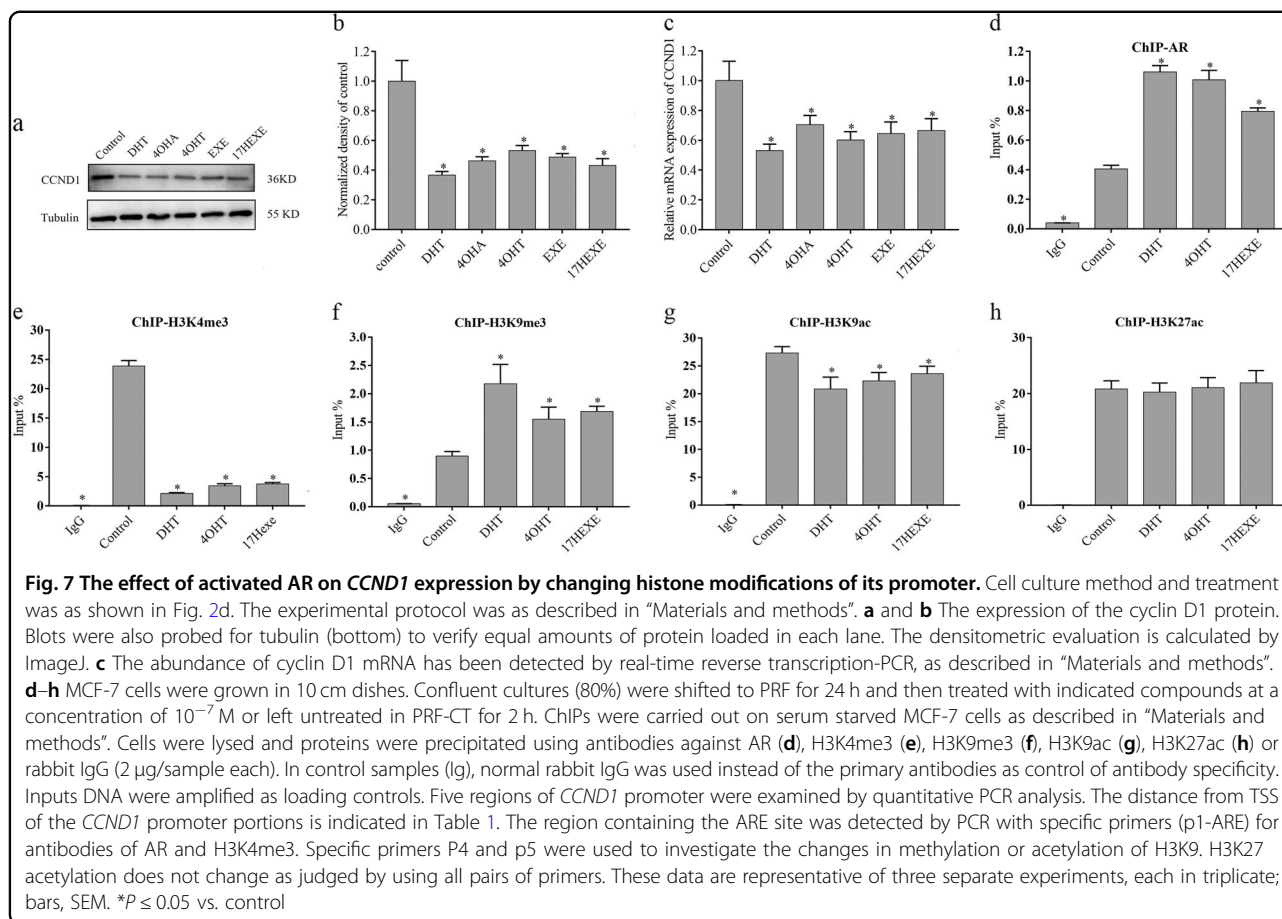 a
Control DHT 4OHA 4OHT EXE 17HEXE
CCND1 36KD
Tubulin 55 KD
b
Normalized density of control
1.2
1.0
0.8
0.6
0.4
0.2
0.0
control DHT 4OHA 4OHT EXE 17HEXE
* * * * *
c
Relative mRNA expression of CCND1
1.2
1.0
0.8
0.6
0.4
0.2
0.0
Control DHT 4OHA 4OHT EXE 17HEXE
* * * * *
d
ChIP-AR
Input %
1.2
1.0
0.8
0.6
0.4
0.2
0.0
IgG Control DHT 4OHT 17HEXE
* * * *
e
ChIP-H3K4me3
Input %
30
25
20
15
10
5
0
IgG Control DHT 4OHT 17Hexe
* * * *
f
ChIP-H3K9me3
Input %
3.0
2.5
2.0
1.5
1.0
0.5
0.0
IgG Control DHT 4OHT 17HEXE
* * * *
g
ChIP-H3K9ac
Input %
30
25
20
15
10
5
0
IgG Control DHT 4OHT 17HEXE
* * * *
h
ChIP-H3K27ac
Input %
30
25
20
15
10
5
0
IgG Control DHT 4OHT 17HEXE
Fig. 7 The effect of activated AR on CCND1 expression by changing histone modifications of its promoter. Cell culture method and treatment
was as shown in Fig. 2d. The experimental protocol was as described in “Materials and methods”. a and b The expression of the cyclin D1 protein.
Blots were also probed for tubulin (bottom) to verify equal amounts of protein loaded in each lane. The densitometric evaluation is calculated by
ImageJ. c The abundance of cyclin D1 mRNA has been detected by real-time reverse transcription-PCR, as described in “Materials and methods”.
d–h MCF-7 cells were grown in 10 cm dishes. Confluent cultures (80%) were shifted to PRF for 24 h and then treated with indicated compounds at a
concentration of 10−7 M or left untreated in PRF-CT for 2 h. ChIPs were carried out on serum starved MCF-7 cells as described in “Materials and
methods”. Cells were lysed and proteins were precipitated using antibodies against AR (d), H3K4me3 (e), H3K9me3 (f), H3K9ac (g), H3K27ac (h) or
rabbit IgG (2 µg/sample each). In control samples (Ig), normal rabbit IgG was used instead of the primary antibodies as control of antibody specificity.
Inputs DNA were amplified as loading controls. Five regions of CCND1 promoter were examined by quantitative PCR analysis. The distance from TSS
of the CCND1 promoter portions is indicated in Table 1. The region containing the ARE site was detected by PCR with specific primers (p1-ARE) for
antibodies of AR and H3K4me3. Specific primers P4 and p5 were used to investigate the changes in methylation or acetylation of H3K9. H3K27
acetylation does not change as judged by using all pairs of primers. These data are representative of three separate experiments, each in triplicate;
bars, SEM. *P ≤ 0.05 vs. control